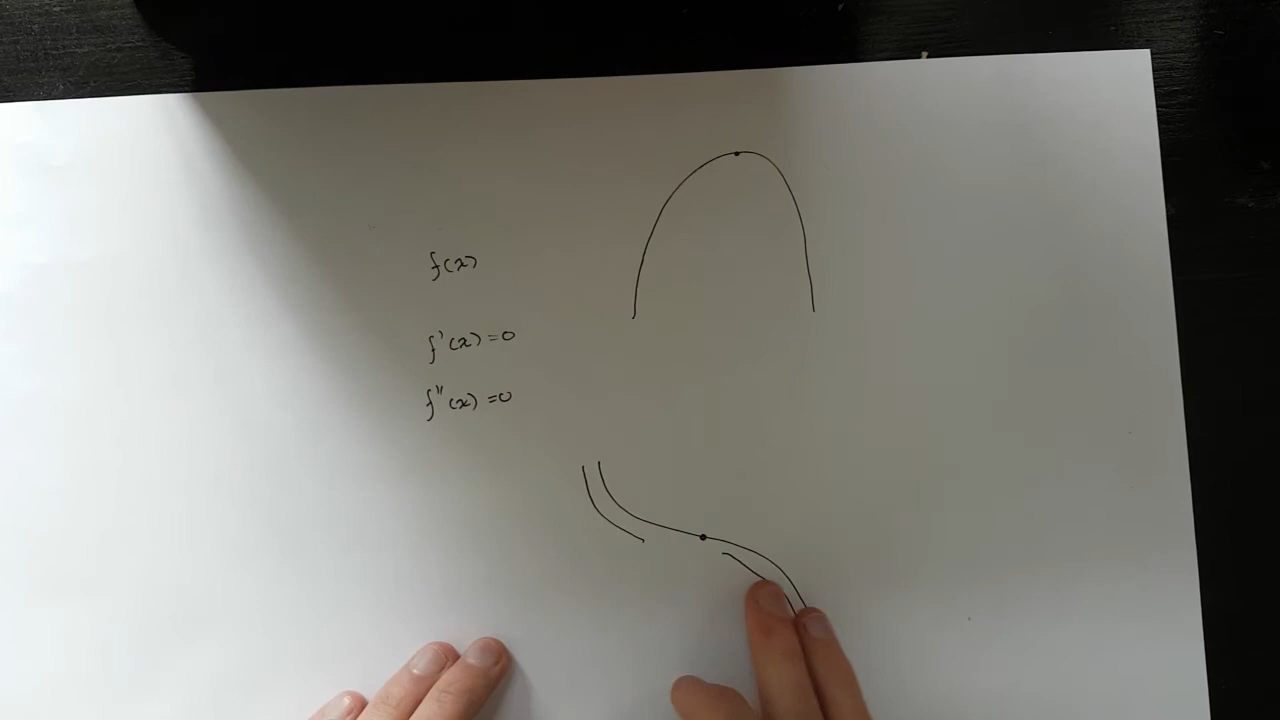 f(x)
f'(x) = 0
f''(x) = 0